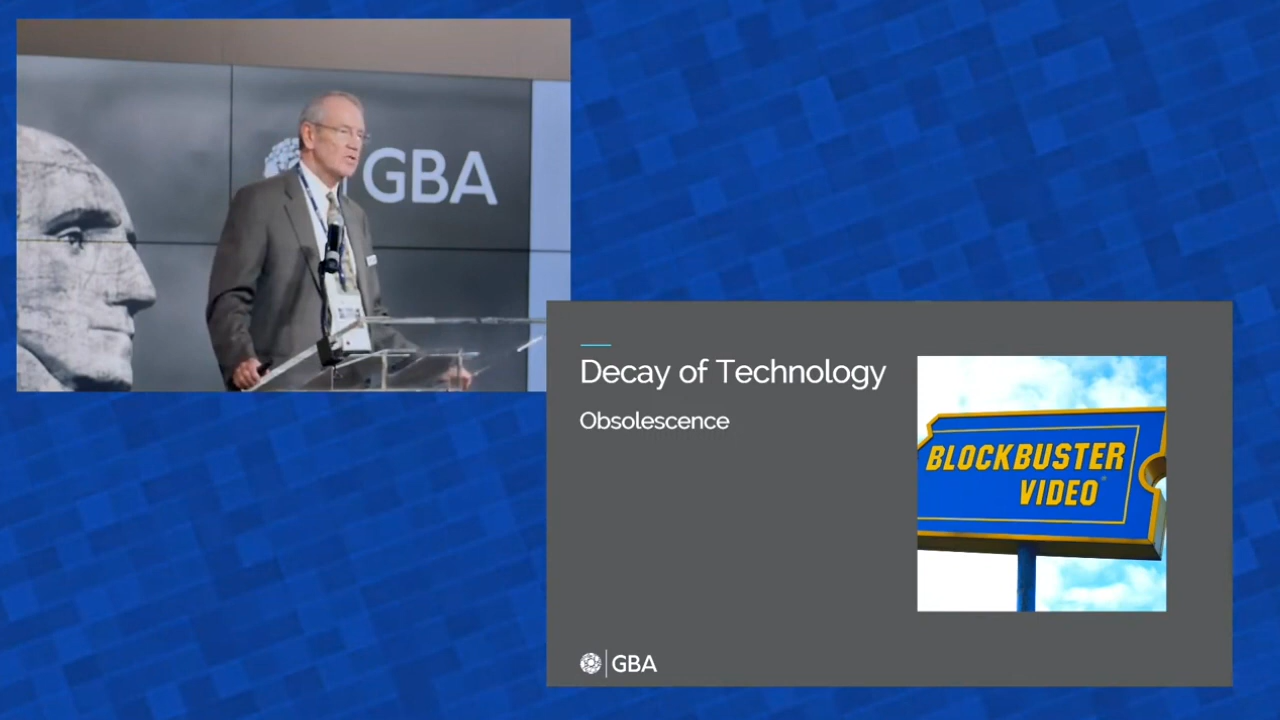 GBA
Decay of Technology
Obsolescence
BLOCKBUSTER
VIDEO
GBA